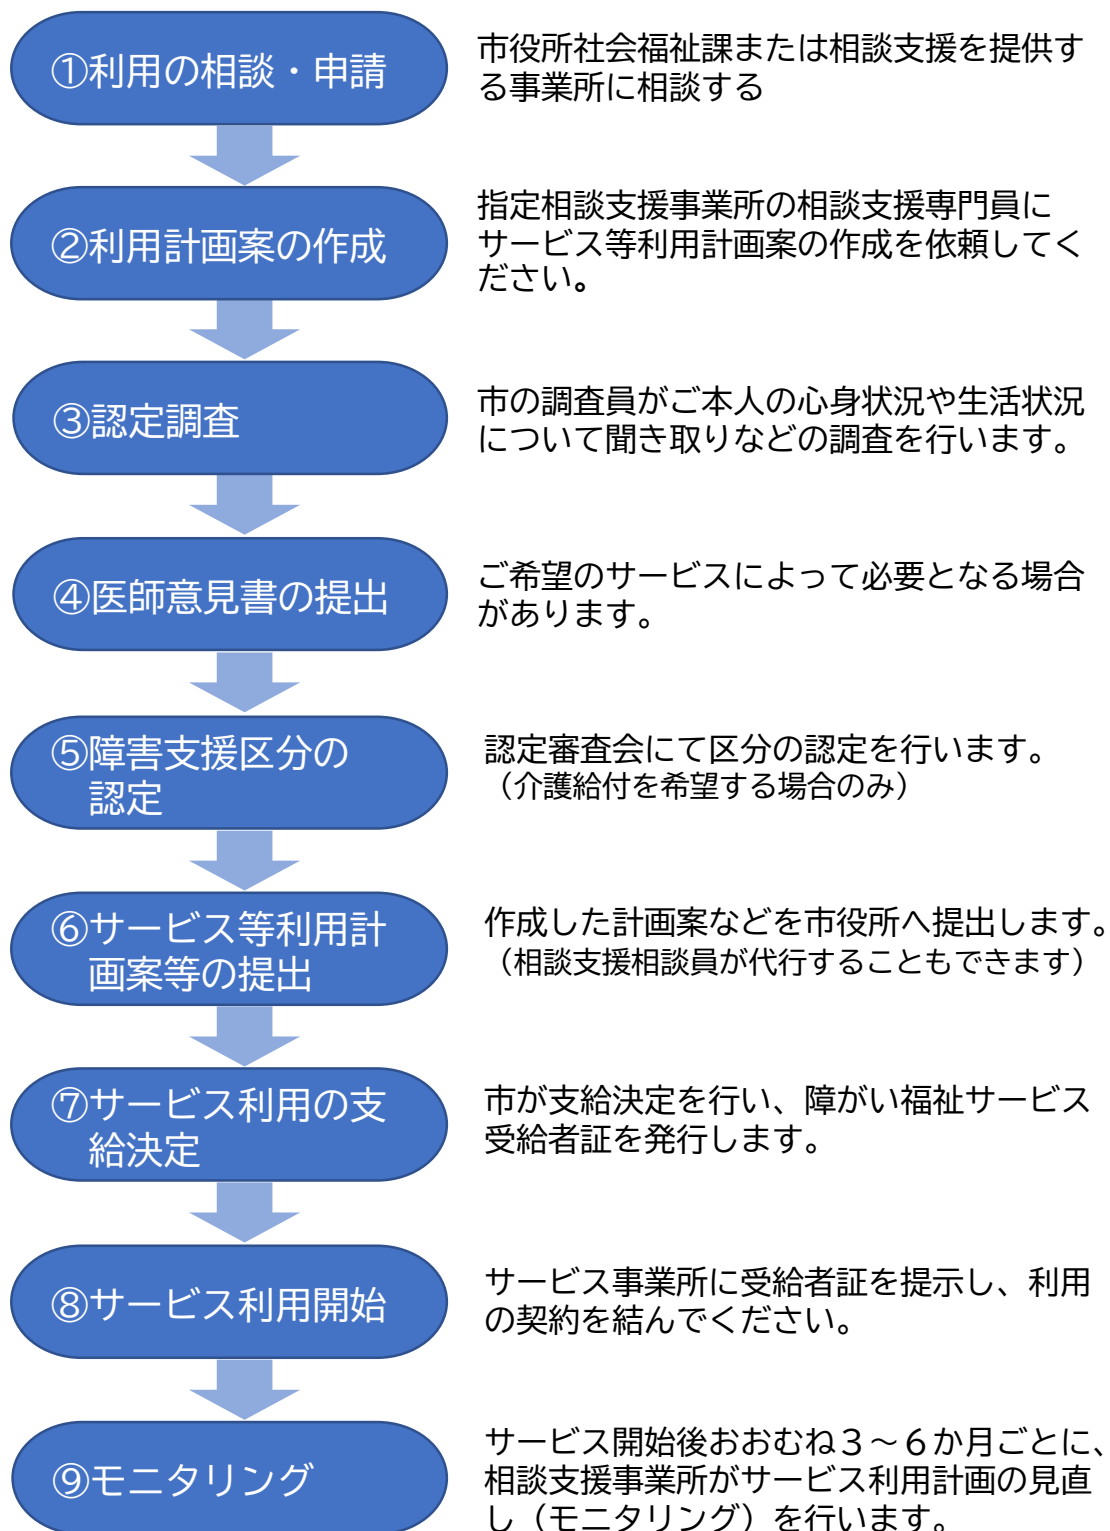 ①利用の相談・申請
市役所社会福祉課または相談支援を提供す
る事業所に相談する
②利用計画案の作成
指定相談支援事業所の相談支援専門員に
サービス等利用計画案の作成を依頼してく
ださい。
③認定調査
市の調査員がご本人の心身状況や生活状況
について聞き取りなどの調査を行います。
④医師意見書の提出
ご希望のサービスによって必要となる場合
があります。
⑤障害支援区分の
認定
認定審査会にて区分の認定を行います。
（介護給付を希望する場合のみ）
⑥サービス等利用計
画案等の提出
作成した計画案などを市役所へ提出します。
（相談支援相談員が代行することもできます）
⑦サービス利用の支
給決定
市が支給決定を行い、障がい福祉サービス
受給者証を発行します。
⑧サービス利用開始
サービス事業所に受給者証を提示し、利用
の契約を結んでください。
⑨モニタリング
サービス開始後おおむね３～６か月ごとに、
相談支援事業所がサービス利用計画の見直
し（モニタリング）を行います。